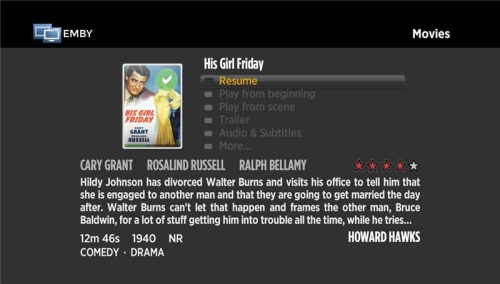 EMBY
Movies
His Girl Friday
Resume
Play from beginning
Play from scene
Trailer
Audio & Subtitles
More...
HIS GIRL
FRIDAY
CARY
GRANT
ROSALIND
RUSSELL
CARY GRANT ROSALIND RUSSELL RALPH BELLAMY
Hildy Johnson has divorced Walter Burns and visits his office to tell him that
she is engaged to another man and that they are going to get married the day
after. Walter Burns can't let that happen and frames the other man, Bruce
Baldwin, for a lot of stuff getting him into trouble all the time, while he tries...
12m 46s 1940 NR
HOWARD HAWKS
COMEDY · DRAMA